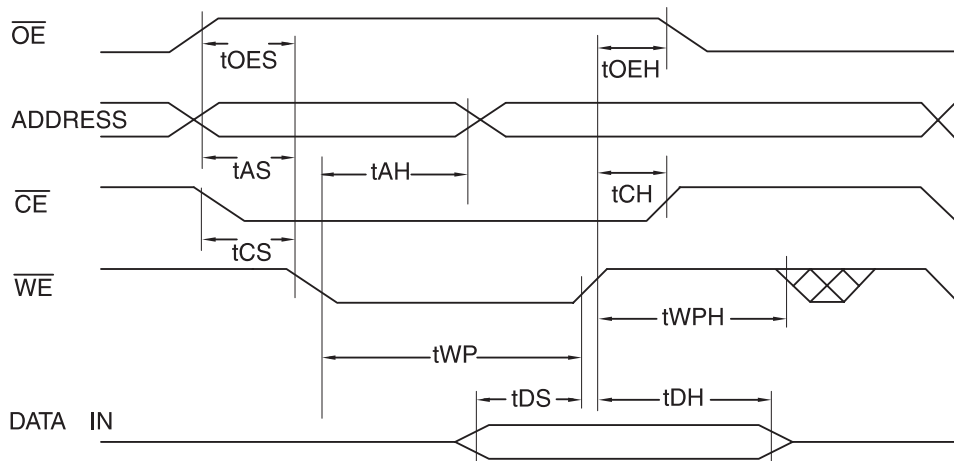 OE
tOES
tOEH
ADDRESS
tAS
tAH
CE
tCH
tCS
WE
tWPH
tWP
tDS
tDH
DATA IN